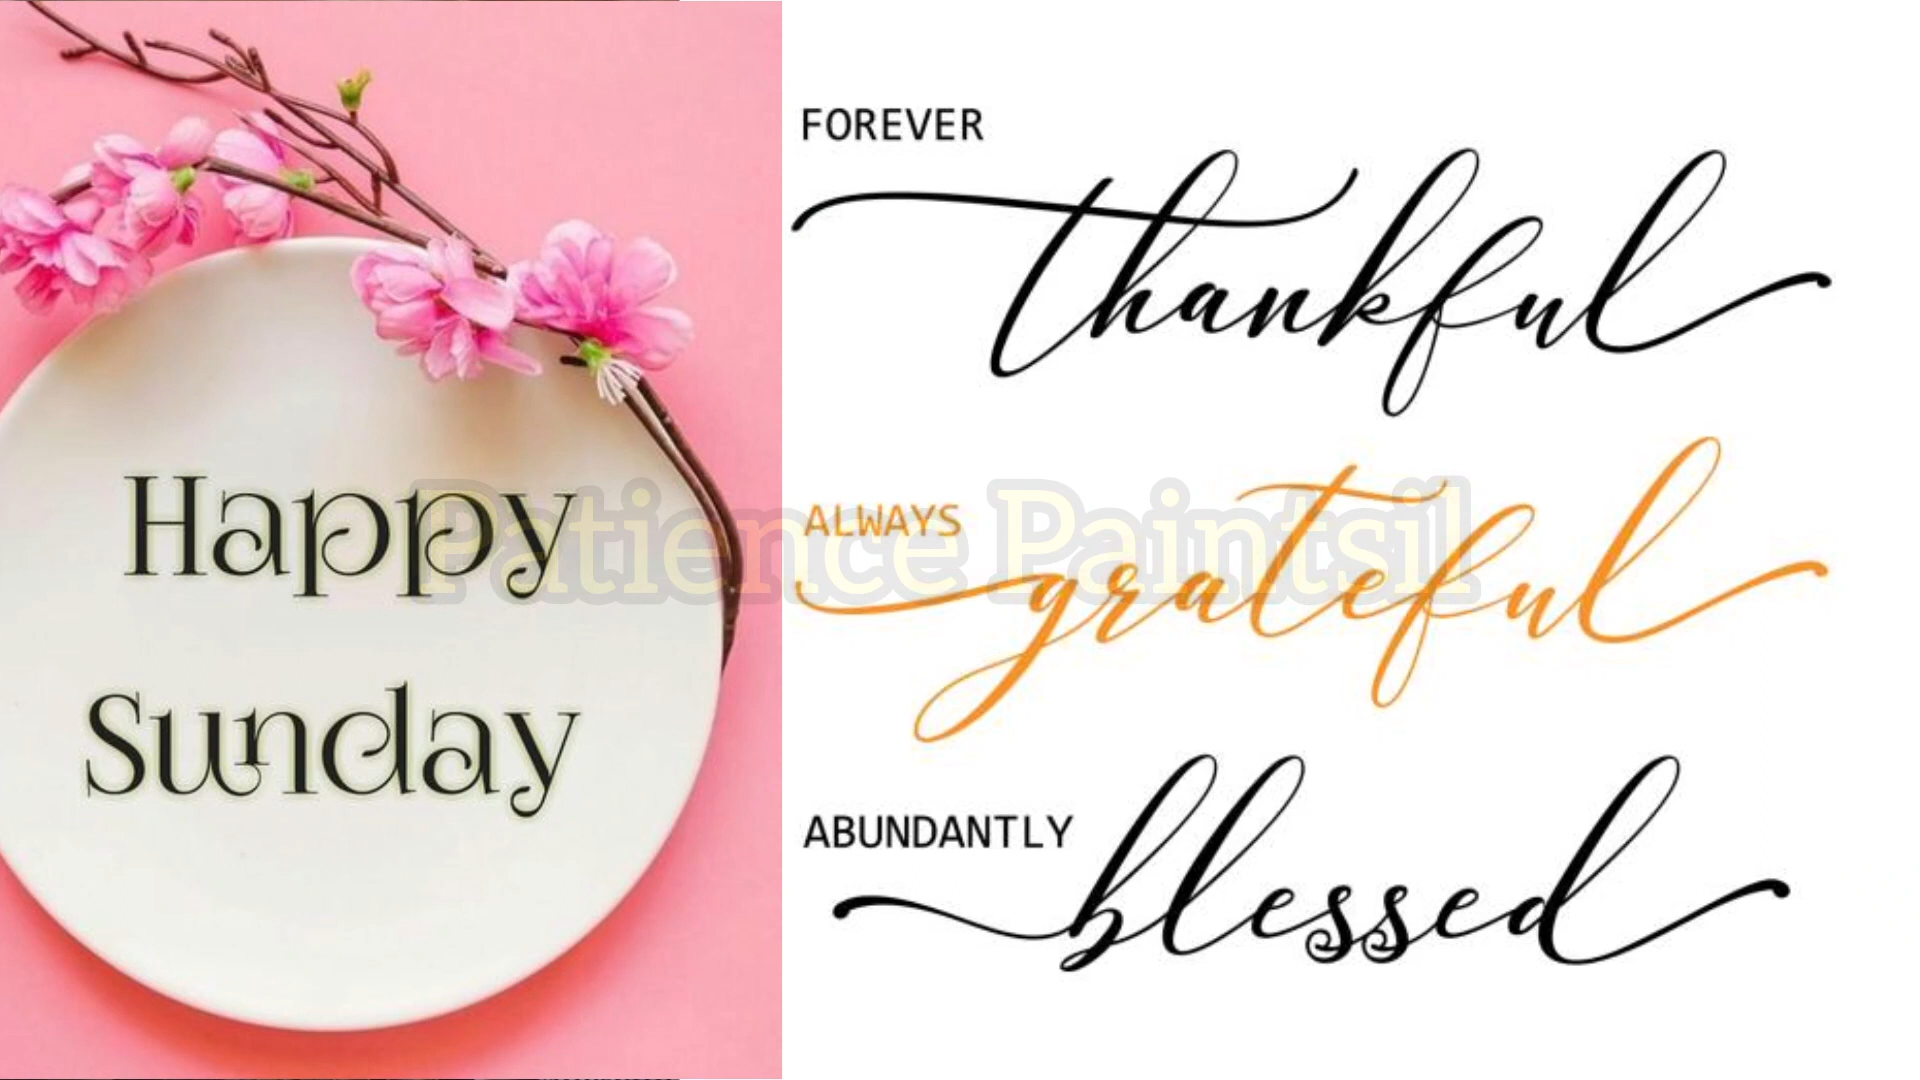 Happy
Sunday
FOREVER
thankful
ALWAYS
grateful
ABUNDANTLY
blessed
Patience Paintsil